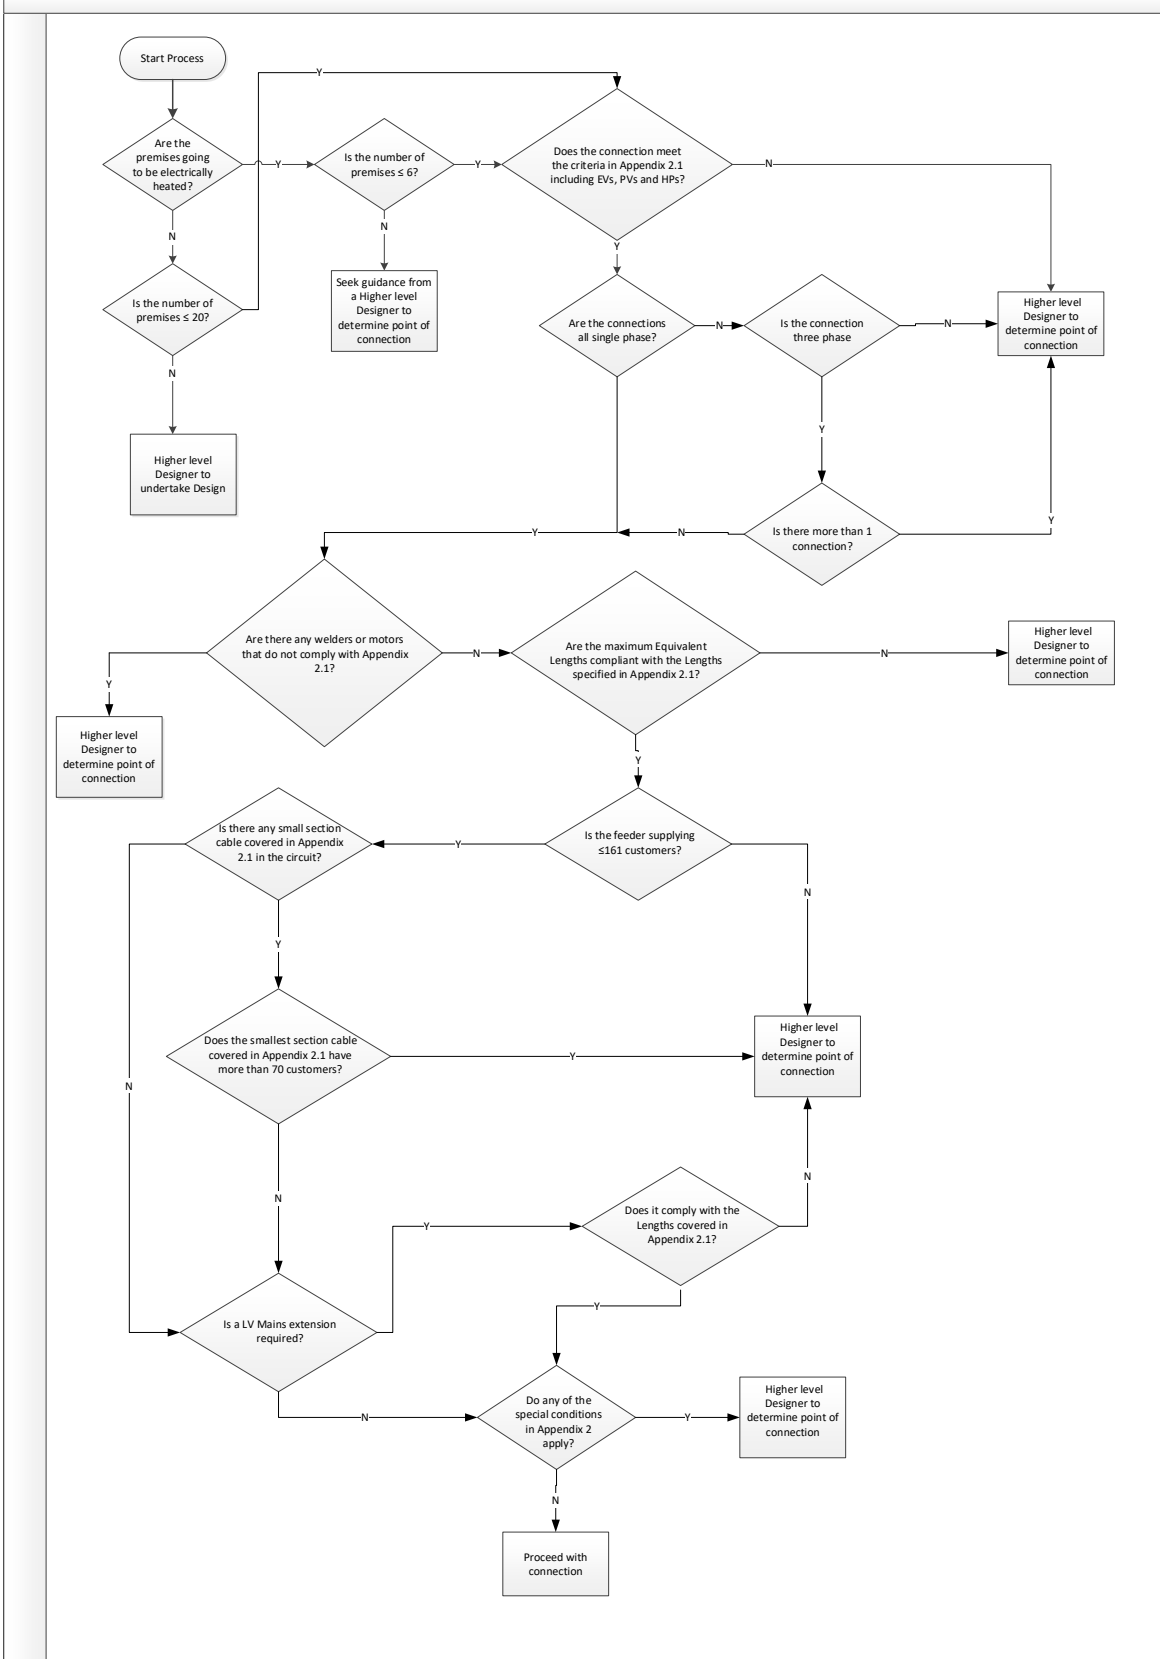 Start Process
Y
Are the
premises going
to be electrically
heated?
Y
Is the number of
premises ≤ 6?
Y
Does the connection meet
the criteria in Appendix 2.1
including EVs, PVs and HPs?
N
N
N
Y
Is the number of
premises ≤ 20?
Seek guidance from
a Higher level
Designer to
determine point of
connection
Are the connections
all single phase?
N
Is the connection
three phase
N
Higher level
Designer to
determine point of
connection
N
Y
Higher level
Designer to
undertake Design
Y
N
Is there more than 1
connection?
Y
Are there any welders or motors
that do not comply with Appendix
2.1?
N
Are the maximum Equivalent
Lengths compliant with the Lengths
specified in Appendix 2.1?
N
Higher level
Designer to
determine point of
connection
Y
Higher level
Designer to
determine point of
connection
Y
Is there any small section
cable covered in Appendix
2.1 in the circuit?
Y
Is the feeder supplying
≤161 customers?
N
Y
Does the smallest section cable
covered in Appendix 2.1 have
more than 70 customers?
Y
Higher level
Designer to
determine point of
connection
N
N
N
Does it comply with the
Lengths covered in
Appendix 2.1?
Y
Is a LV Mains extension
required?
Y
N
Do any of the
special conditions
in Appendix 2
apply?
Y
Higher level
Designer to
determine point of
connection
N
Proceed with
connection